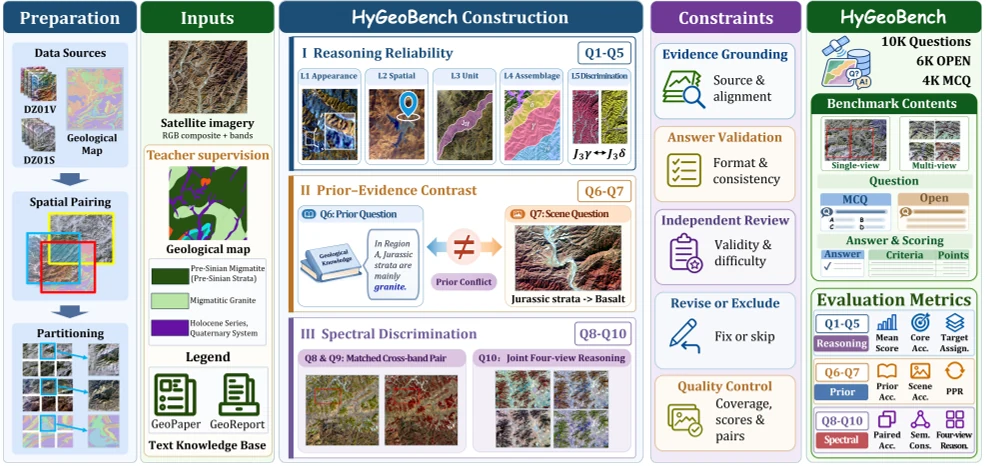 Preparation
Data Sources
DZ01V
DZ01S
Geological
Map
Spatial Pairing
Partitioning
Inputs
Satellite imagery
RGB composite + bands
Teacher supervision
Geological map
Pre-Sinian Migmatite
(Pre-Sinian Strata)
Migmatitic Granite
Holocene Series,
Quaternary System
Legend
GeoPaper
GeoReport
Text Knowledge Base
HyGeoBench Construction
I Reasoning Reliability
Q1-Q5
L1 Appearance
L2 Spatial
L3 Unit
L4 Assemblage
L5 Discrimination
J₃γ↔J₃δ
II Prior–Evidence Contrast
Q6-Q7
Q6: Prior Question
Geological
Knowledge
In Region
A, Jurassic
strata are
mainly
granite.
≠
Prior Conflict
Q7: Scene Question
Jurassic strata -> Basalt
III Spectral Discrimination
Q8-Q10
Q8 & Q9: Matched Cross-band Pair
Q10: Joint Four-view Reasoning
Constraints
Evidence Grounding
Source &
alignment
Answer Validation
Format &
consistency
Independent Review
Validity &
difficulty
Revise or Exclude
Fix or skip
Quality Control
Coverage,
scores &
pairs
HyGeoBench
Q?
A!
10K Questions
6K OPEN
4K MCQ
Benchmark Contents
Single-view
Multi-view
Question
MCQ
Open
Q
A
B
C
D
Q
Answer & Scoring
Answer
Criteria
Points
Evaluation Metrics
Q1-Q5
Reasoning
Mean
Score
Core
Acc.
Target
Assign.
Q6-Q7
Prior
Prior
Acc.
Scene
Acc.
PPR
Q8-Q10
Spectral
Paired
Acc.
Sem.
Cons.
Four-view
Reason.